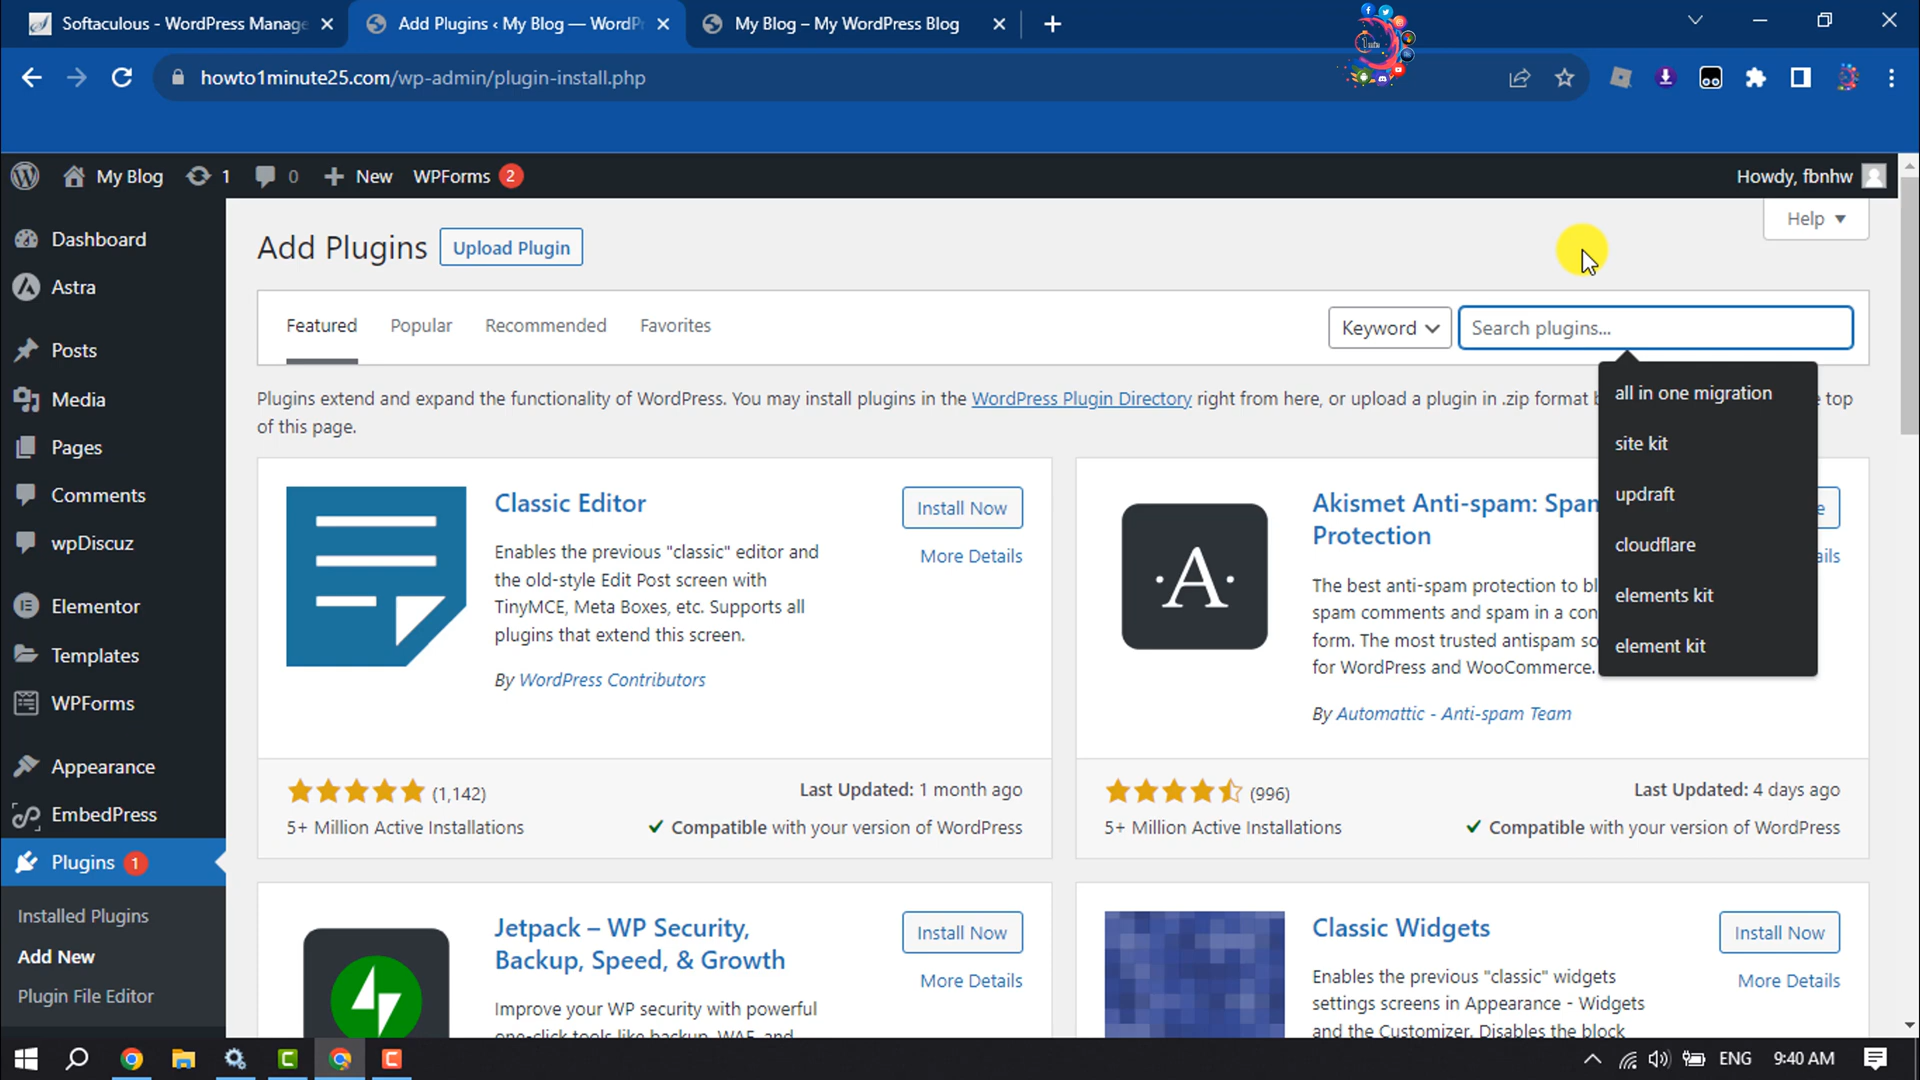 Softaculous - WordPress Manage
Add Plugins ‹ My Blog — WordPr
My Blog – My WordPress Blog
howto1minute25.com/wp-admin/plugin-install.php
My Blog
1
0
New
WPForms 2
Howdy, fbnhw
Dashboard
Astra
Posts
Media
Pages
Comments
wpDiscuz
Elementor
Templates
WPForms
Appearance
EmbedPress
Plugins 1
Installed Plugins
Add New
Plugin File Editor
Help
Add Plugins
Upload Plugin
Featured
Popular
Recommended
Favorites
Keyword
Search plugins...
all in one migration
site kit
updraft
cloudflare
elements kit
element kit
Plugins extend and expand the functionality of WordPress. You may install plugins in the WordPress Plugin Directory right from here, or upload a plugin in .zip format top
of this page.
Classic Editor
Install Now
More Details
Enables the previous "classic" editor and
the old-style Edit Post screen with
TinyMCE, Meta Boxes, etc. Supports all
plugins that extend this screen.
By WordPress Contributors
(1,142)
5+ Million Active Installations
Last Updated: 1 month ago
Compatible with your version of WordPress
Akismet Anti-spam: Spam
Protection
The best anti-spam protection to bl
spam comments and spam in a con
form. The most trusted antispam so
for WordPress and WooCommerce.
By Automattic - Anti-spam Team
·A·
(996)
5+ Million Active Installations
Last Updated: 4 days ago
Compatible with your version of WordPress
Jetpack – WP Security,
Backup, Speed, & Growth
Install Now
More Details
Improve your WP security with powerful
one-click tools like backup, WAF, and
Classic Widgets
Install Now
More Details
Enables the previous "classic" widgets
settings screens in Appearance - Widgets
and the Customizer. Disables the block
ENG
9:40 AM